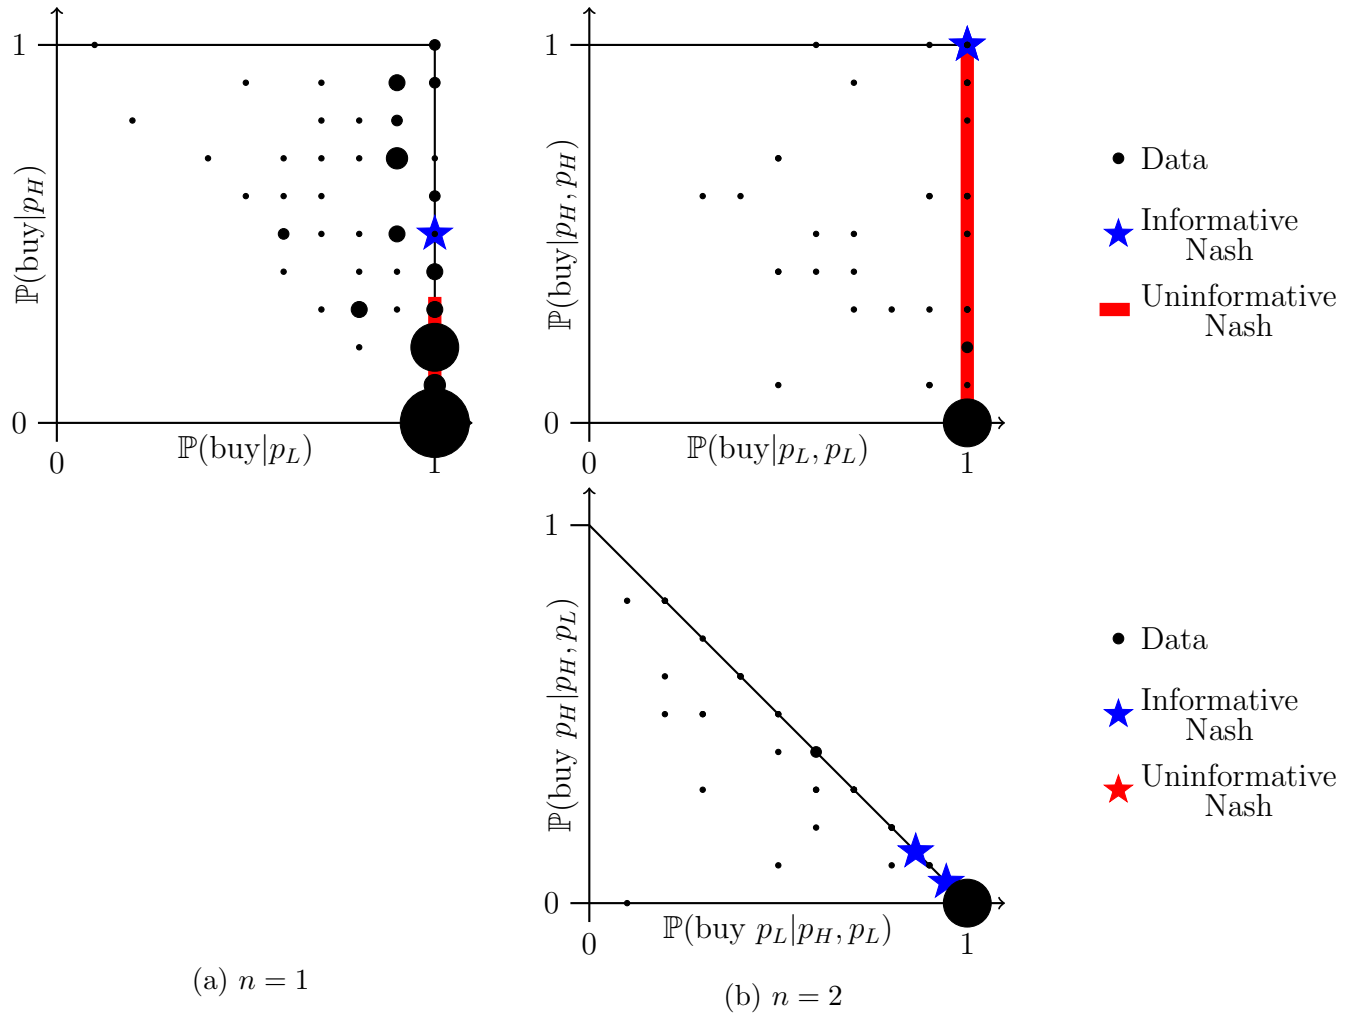 1
ℙ(buy|p_H)
0
ℙ(buy|p_L)
0
1
1
ℙ(buy|p_H, p_H)
0
ℙ(buy|p_L, p_L)
0
1
Data
Informative
Nash
Uninformative
Nash
1
ℙ(buy p_H|p_H, p_L)
0
ℙ(buy p_L|p_H, p_L)
0
1
Data
Informative
Nash
Uninformative
Nash
(a) n = 1
(b) n = 2